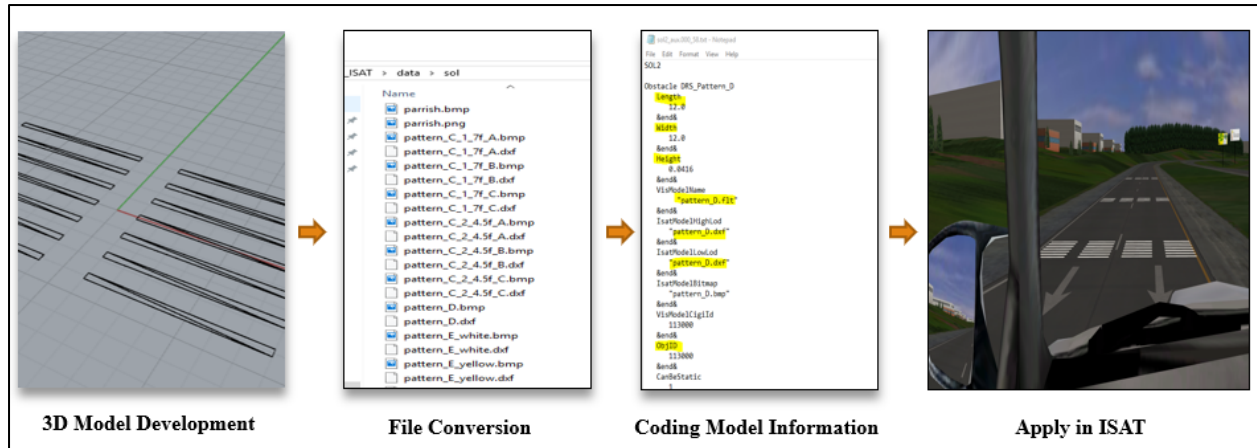 _ISAT > data > sol
Name
parrish.bmp
parrish.png
pattern_C_1_7f_A.bmp
pattern_C_1_7f_A.dxf
pattern_C_1_7f_B.bmp
pattern_C_1_7f_B.dxf
pattern_C_1_7f_C.bmp
pattern_C_1_7f_C.dxf
pattern_C_2_4.5f_A.bmp
pattern_C_2_4.5f_A.dxf
pattern_C_2_4.5f_B.bmp
pattern_C_2_4.5f_B.dxf
pattern_C_2_4.5f_C.bmp
pattern_C_2_4.5f_C.dxf
pattern_D.bmp
pattern_D.dxf
pattern_E_white.bmp
pattern_E_white.dxf
pattern_E_yellow.bmp
pattern_E_yellow.dxf
- Notepad
File Edit Format View Help
SOL2
Obstacle DRS_Pattern_D
Length
12.0
&end&
Width
12.0
&end&
Height
0.0416
&end&
VisModelName
"pattern_D.flt"
&end&
IsatModelHighLod
"pattern_D.dxf"
&end&
IsatModelLowLod
"pattern_D.dxf"
&end&
IsatModelBitmap
"pattern_D.bmp"
&end&
VisModelCigiId
113000
&end&
ObjID
113000
&end&
CanBeStatic
1
3D Model Development
File Conversion
Coding Model Information
Apply in ISAT